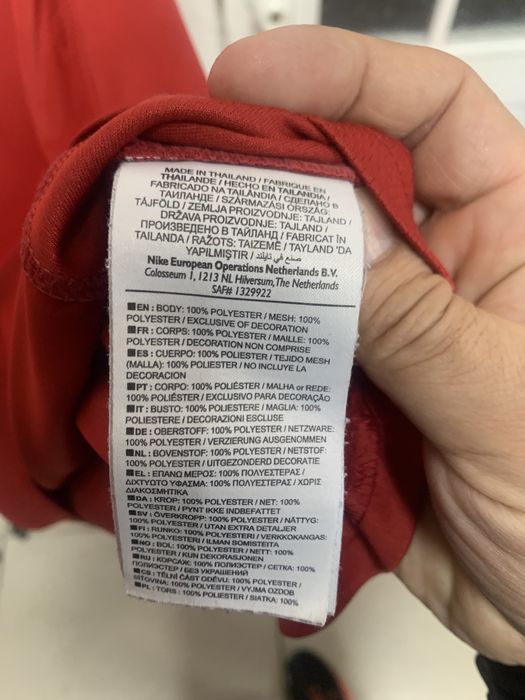 MADE IN THAILAND / FABRIQUE EN
THAILANDE / HECHO EN TAILANDIA /
FABRICADO NA TAILÂNDIA / СДЕЛАНО В
ТАИЛАНДЕ / SZÁRMAZÁSI ORSZÁG:
TÁJFÖLD / ZEMLJA PROIZVODNJE: TAJLAND /
DRŽAVA PROIZVODNJE: TAJLAND /
ПРОИЗВЕДЕНО В ТАЙЛАНД / FABRICAT ÎN
TAILANDA / RAŽOTS: TAIZEMĒ / TAYLAND 'DA
YAPILMIŞTIR / صنع في تايلند
Nike European Operations Netherlands B.V.
Colosseum 1, 1213 NL Hilversum, The Netherlands
SAF# 1329922
■EN: BODY: 100% POLYESTER / MESH: 100%
POLYESTER / EXCLUSIVE OF DECORATION
■FR: CORPS: 100% POLYESTER / MAILLE: 100%
POLYESTER / DECORATION NON COMPRISE
■ES: CUERPO: 100% POLIESTER / TEJIDO MESH
(MALLA): 100% POLIESTER / NO INCLUYE LA
DECORACION
■PT: CORPO: 100% POLIÉSTER / MALHA or REDE:
100% POLIÉSTER / EXCLUSIVO PARA DECORAÇÃO
■IT: BUSTO: 100% POLIESTERE / MAGLIA: 100%
POLIESTERE / DECORAZIONI ESCLUSE
■DE: OBERSTOFF: 100% POLYESTER / NETZWARE:
100% POLYESTER / VERZIERUNG AUSGENOMMEN
■NL: BOVENSTOF: 100% POLYESTER / NETSTOF:
100% POLYESTER / UITGEZONDERD DECORATIE
■EL: ΕΠΑΝΩ ΜΕΡΟΣ: 100% ΠΟΛΥΕΣΤΕΡΑΣ /
ΔΙΧΤΥΩΤΟ ΥΦΑΣΜΑ: 100% ΠΟΛΥΕΣΤΕΡΑΣ / ΧΩΡΙΣ
ΔΙΑΚΟΣΜΗΤΙΚΑ
■DA: KROP: 100% POLYESTER / NET: 100%
POLYESTER / PYNT IKKE INDBEFATTET
■SV: ÖVERKROPP: 100% POLYESTER / NÄTTYG:
100% POLYESTER / UTAN EXTRA DETALJER
■FI: RUNKO: 100% POLYESTERI / VERKKOKANGAS:
100% POLYESTERI / ILMAN SOMISTEITA
■NO: BOL: 100% POLYESTER / NETT: 100%
POLYESTER / KUN DEKORASJONEN
■RU: КОРСАЖ: 100% ПОЛИЭСТЕР / СЕТКА: 100%
ПОЛИЭСТЕР / БЕЗ УКРАШЕНИЙ
■CS: TĚLNÍ ČÁST ODĚVU: 100% POLYESTER /
SÍŤOVINA: 100% POLYESTER / VYJMA OZDOB
■PL: TORS: 100% POLIESTER / SIATKA: 100%